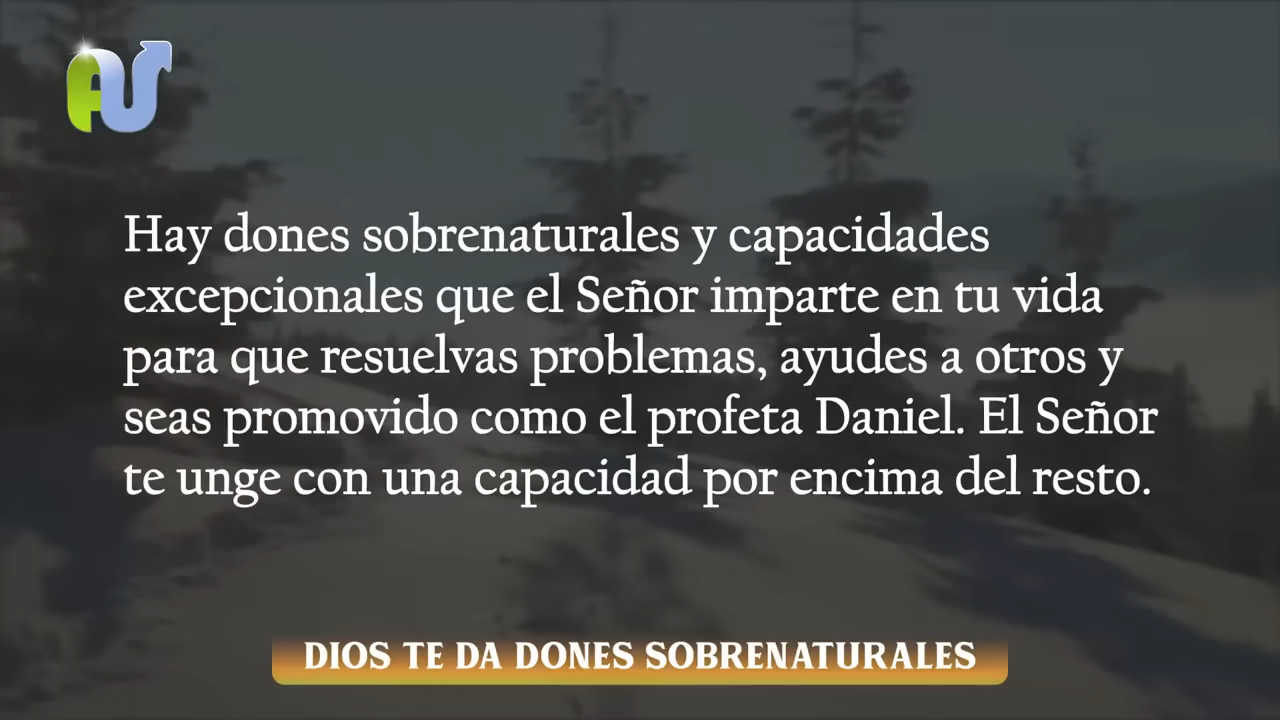 AU
Hay dones sobrenaturales y capacidades
excepcionales que el Señor imparte en tu vida
para que resuelvas problemas, ayudes a otros y
seas promovido como el profeta Daniel. El Señor
te unge con una capacidad por encima del resto.
DIOS TE DA DONES SOBRENATURALES